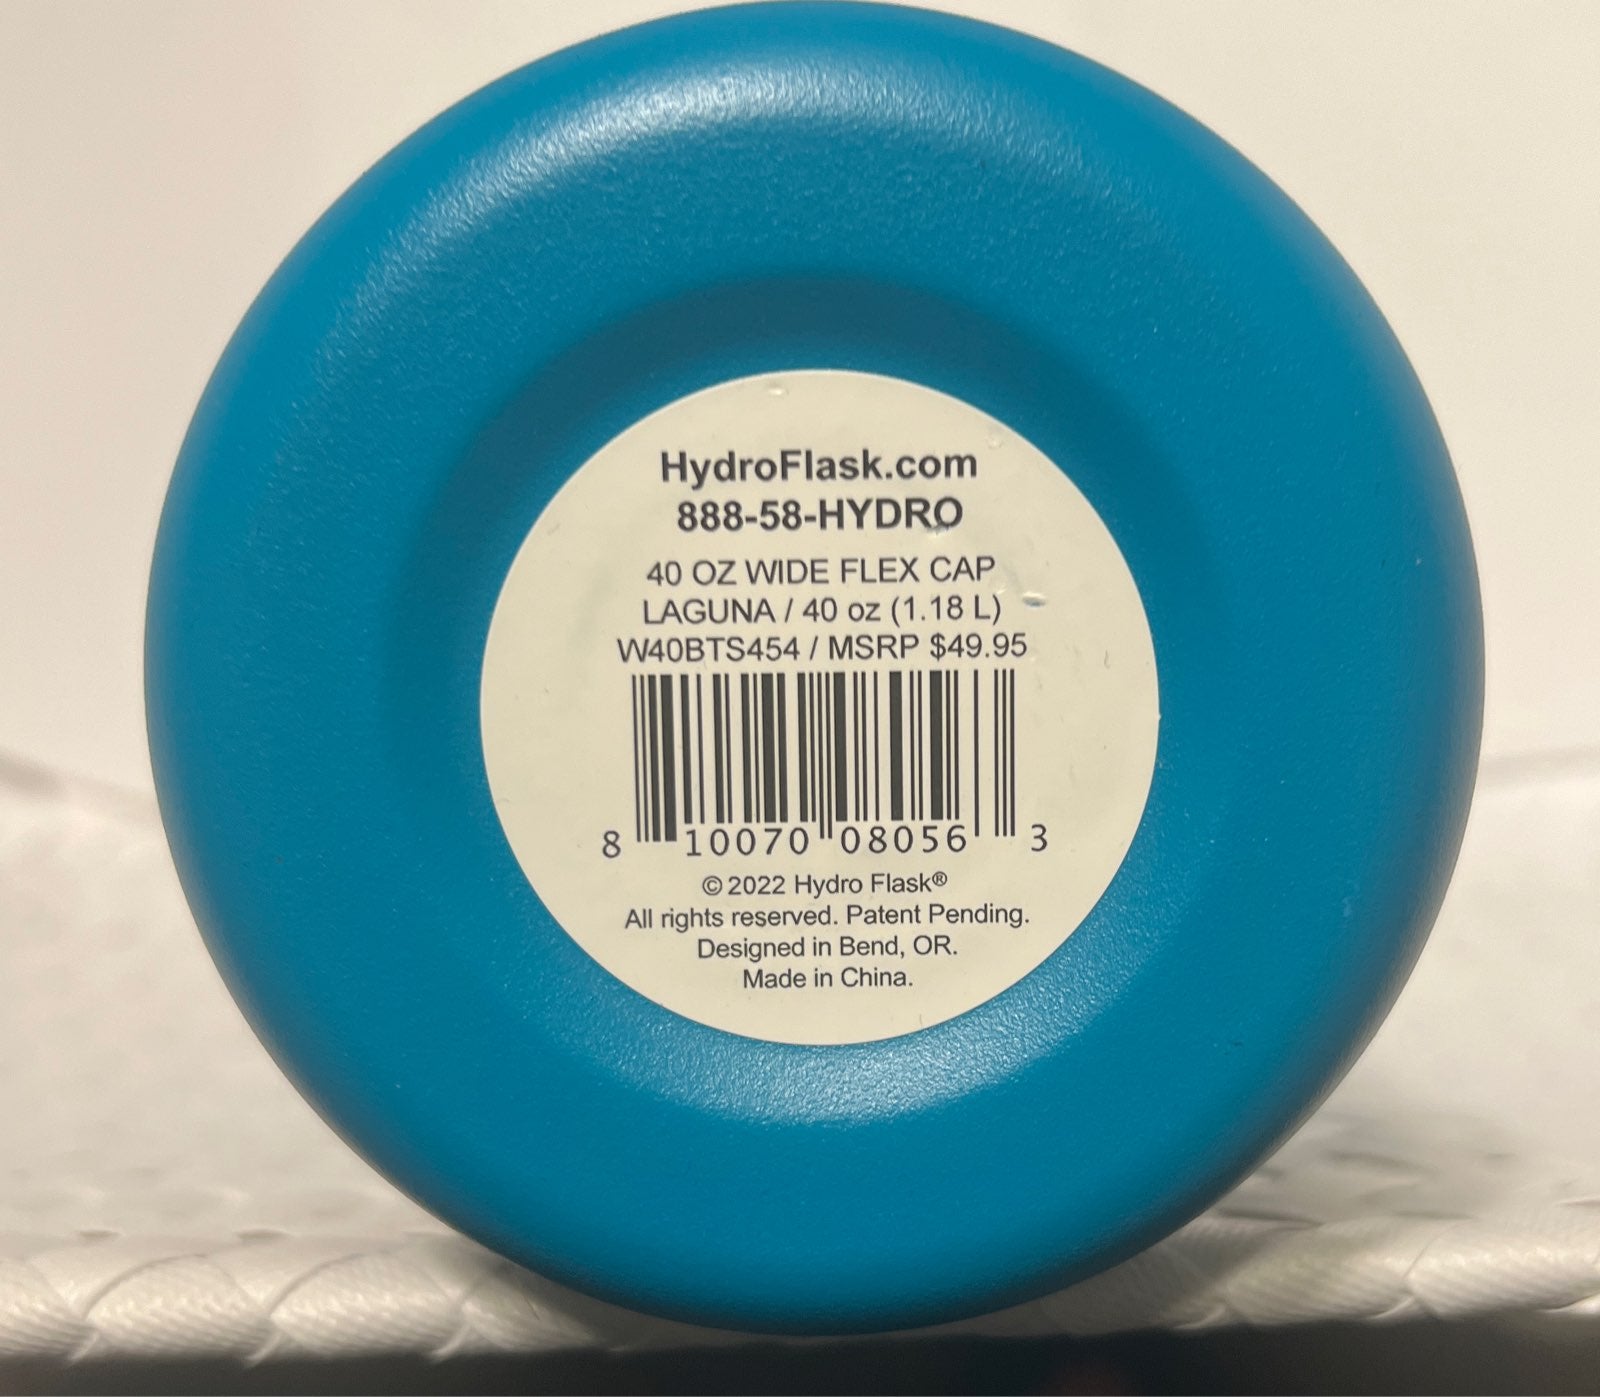 HydroFlask.com
888-58-HYDRO
40 OZ WIDE FLEX CAP
LAGUNA / 40 oz (1.18 L)
W40BTS454 / MSRP $49.95
8 10070 08056 3
© 2022 Hydro Flask®
All rights reserved. Patent Pending.
Designed in Bend, OR.
Made in China.